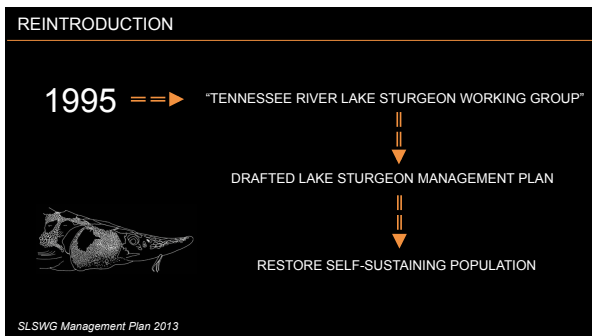 REINTRODUCTION
1995
“TENNESSEE RIVER LAKE STURGEON WORKING GROUP”
DRAFTED LAKE STURGEON MANAGEMENT PLAN
RESTORE SELF-SUSTAINING POPULATION
SLSWG Management Plan 2013